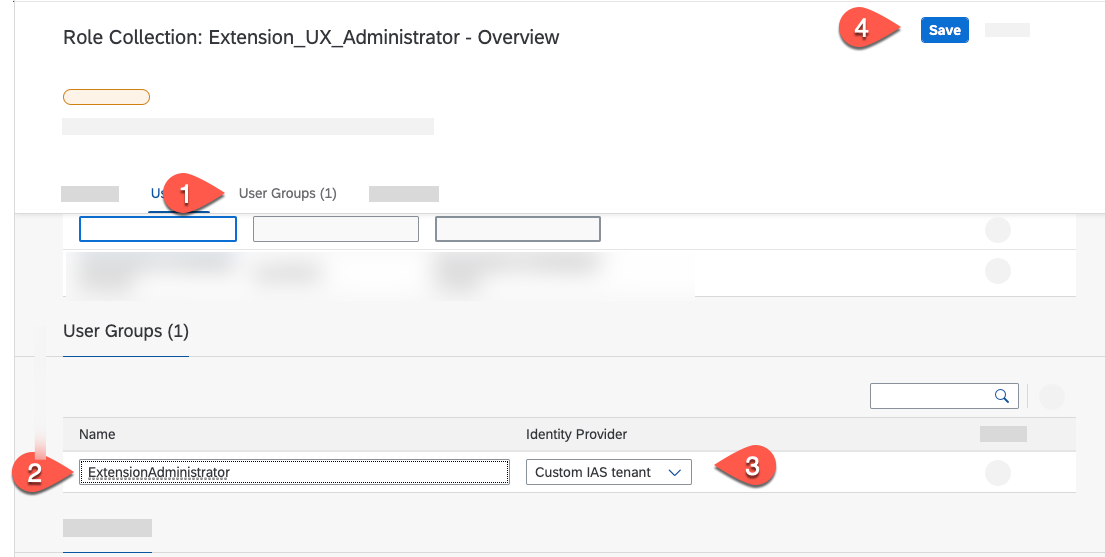 Role Collection: Extension_UX_Administrator - Overview
4
Save
1
User Groups (1)
User Groups (1)
Name
Identity Provider
2
ExtensionAdministrator
Custom IAS tenant
3